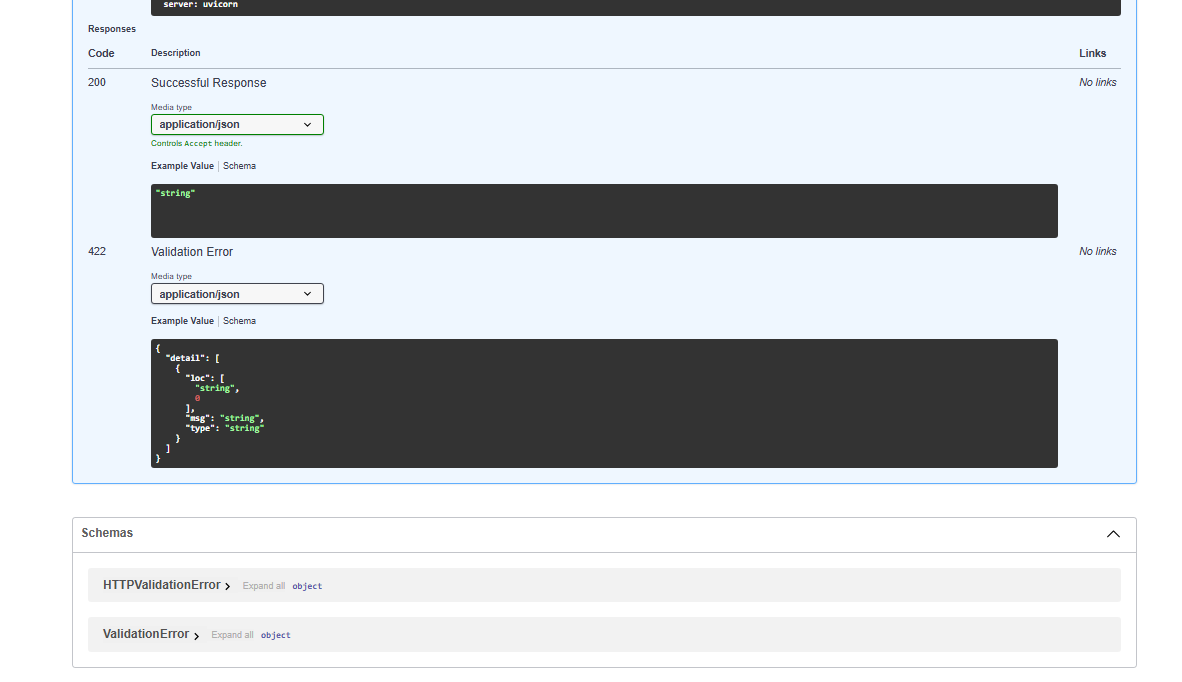 server: uvicorn
Responses
Code Description Links
200 Successful Response No links
Media type
application/json
Controls Accept header.
Example Value | Schema
"string"
422 Validation Error No links
Media type
application/json
Example Value | Schema
{
  "detail": [
    {
      "loc": [
        "string",
        0
      ],
      "msg": "string",
      "type": "string"
    }
  ]
}
Schemas
HTTPValidationError Expand all object
ValidationError Expand all object